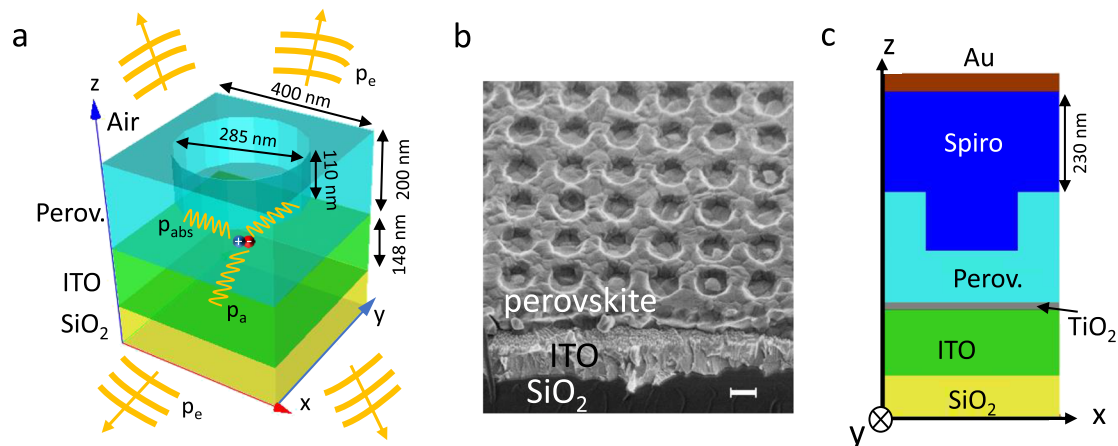 a
p_e
400 nm
z
Air
285 nm
110 nm
200 nm
Perov.
p_abs
+ -
148 nm
ITO
p_a
SiO₂
y
p_e
x
b
perovskite
ITO
SiO₂
c
z
Au
Spiro
230 nm
Perov.
TiO₂
ITO
SiO₂
y
x